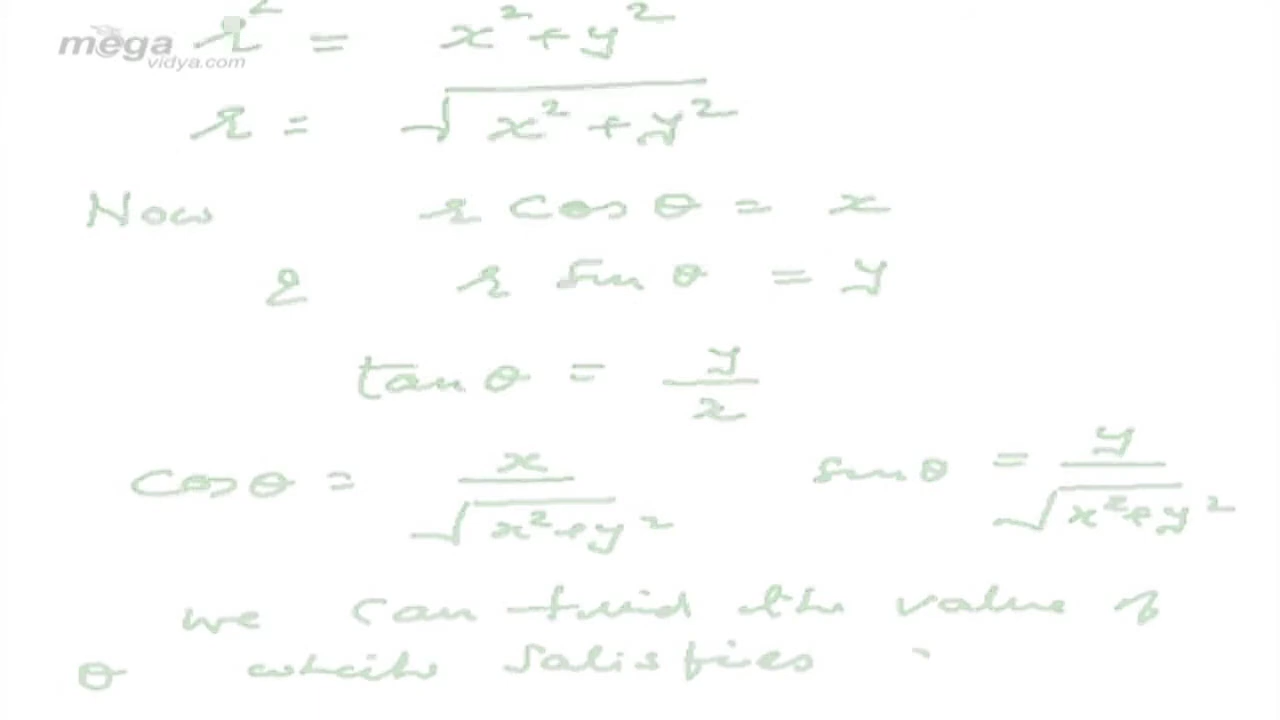 mega
vidya.com
r² = x² + y²
r = √(x² + y²)
Now r cos θ = x
& r sin θ = y
tan θ = y/x
cos θ = x/√(x² + y²) sin θ = y/√(x² + y²)
we can find the value of
θ which satisfies